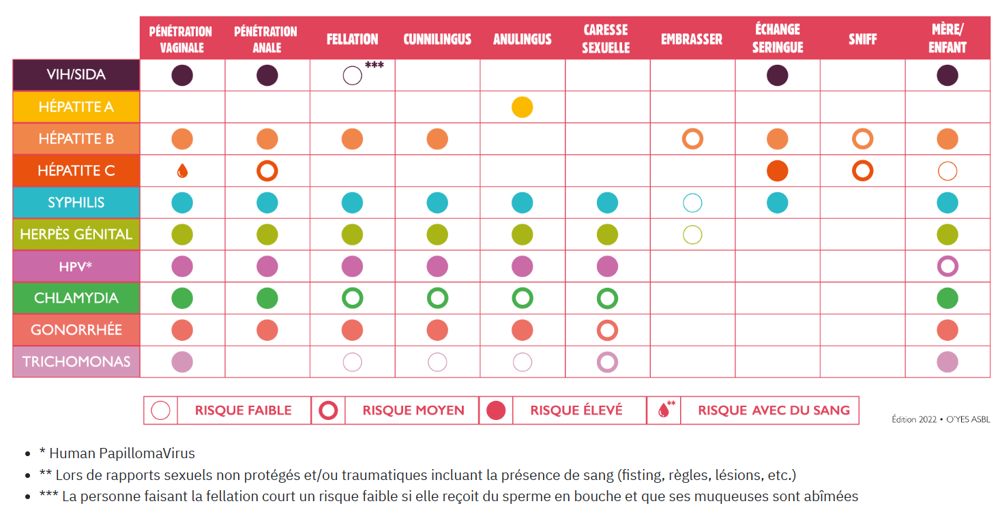 PÉNÉTRATION VAGINALE
PÉNÉTRATION ANALE
FELLATION
CUNNILINGUS
ANULINGUS
CARESSE SEXUELLE
EMBRASSER
ÉCHANGE SERINGUE
SNIFF
MÈRE/ ENFANT
VIH/SIDA
***
HÉPATITE A
HÉPATITE B
HÉPATITE C
SYPHILIS
HERPÈS GÉNITAL
HPV*
CHLAMYDIA
GONORRHÉE
TRICHOMONAS
RISQUE FAIBLE
RISQUE MOYEN
RISQUE ÉLEVÉ
**
RISQUE AVEC DU SANG
Édition 2022 • O'YES ASBL
• * Human PapillomaVirus
• ** Lors de rapports sexuels non protégés et/ou traumatiques incluant la présence de sang (fisting, règles, lésions, etc.)
• *** La personne faisant la fellation court un risque faible si elle reçoit du sperme en bouche et que ses muqueuses sont abîmées